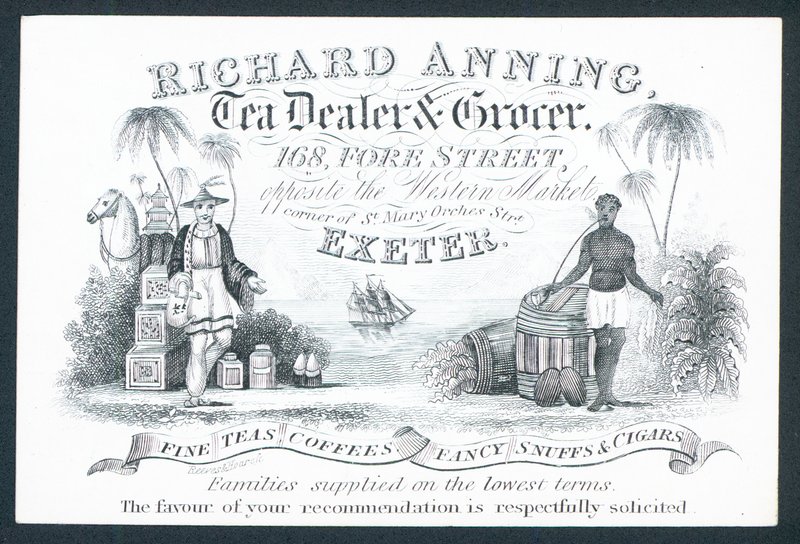 RICHARD ANNING,
Tea Dealer & Grocer.
168, FORE STREET,
opposite the Western Market,
corner of St Mary Arches Strt
EXETER.
FINE TEAS COFFEES FANCY SNUFFS & CIGARS
Families supplied on the lowest terms.
The favour of your recommendation is respectfully solicited